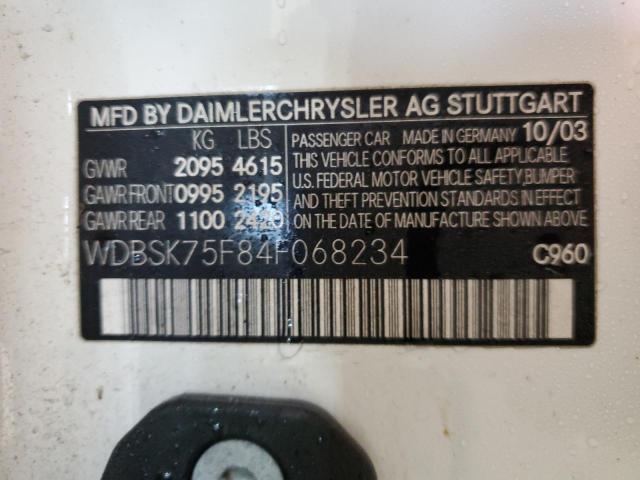 MFD BY DAIMLERCHRYSLER AG STUTTGART
KG LBS
GVWR 2095 4615
GAWR FRONT 0995 2195
GAWR REAR 1100 2420
PASSENGER CAR MADE IN GERMANY 10/03
THIS VEHICLE CONFORMS TO ALL APPLICABLE
U.S. FEDERAL MOTOR VEHICLE SAFETY, BUMPER
AND THEFT PREVENTION STANDARDS IN EFFECT
ON THE DATE OF MANUFACTURE SHOWN ABOVE.
WDBSK75F84F068234 C960